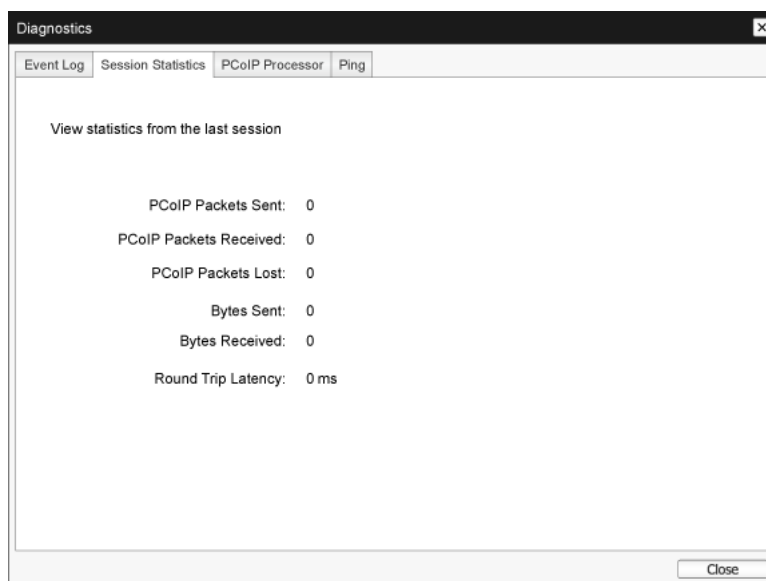 Diagnostics
Event Log Session Statistics PCoIP Processor Ping
View statistics from the last session
PCoIP Packets Sent: 0
PCoIP Packets Received: 0
PCoIP Packets Lost: 0
Bytes Sent: 0
Bytes Received: 0
Round Trip Latency: 0 ms
Close